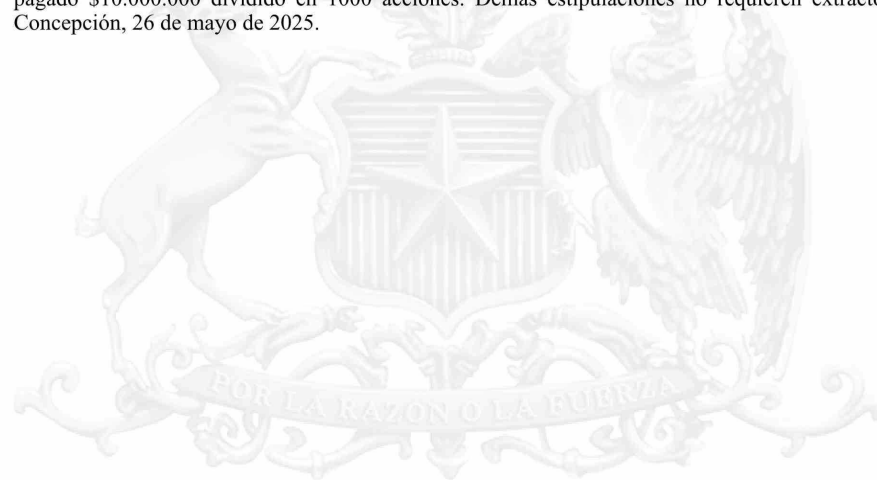 pagado $10.000.000 dividido en 1000 acciones. Demás estipulaciones no requieren extracto
Concepción, 26 de mayo de 2025.
POR LA RAZON O LA FUERZA